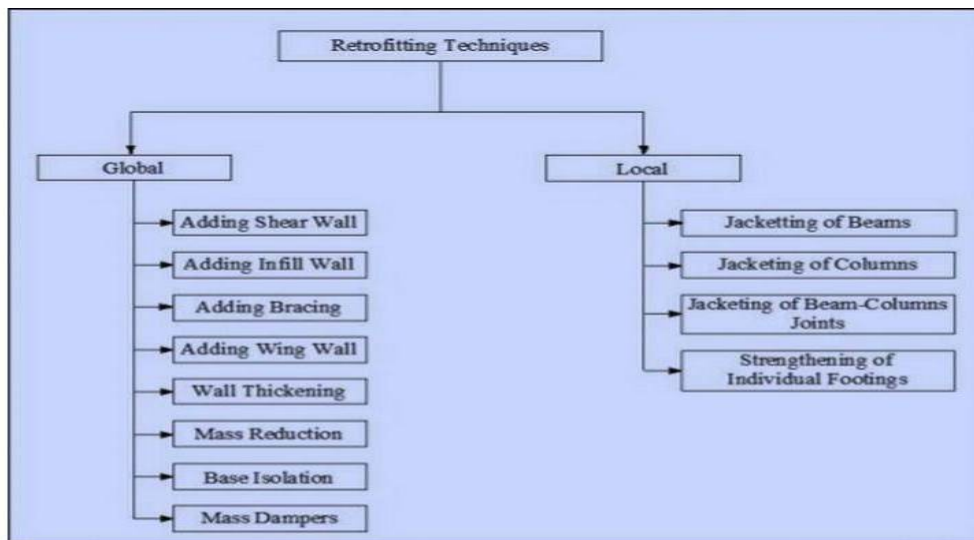 Retrofitting Techniques
Global
Adding Shear Wall
Adding Infill Wall
Adding Bracing
Adding Wing Wall
Wall Thickening
Mass Reduction
Base Isolation
Mass Dampers
Local
Jacketting of Beams
Jacketing of Columns
Jacketing of Beam-Columns
Joints
Strengthening of
Individual Footings